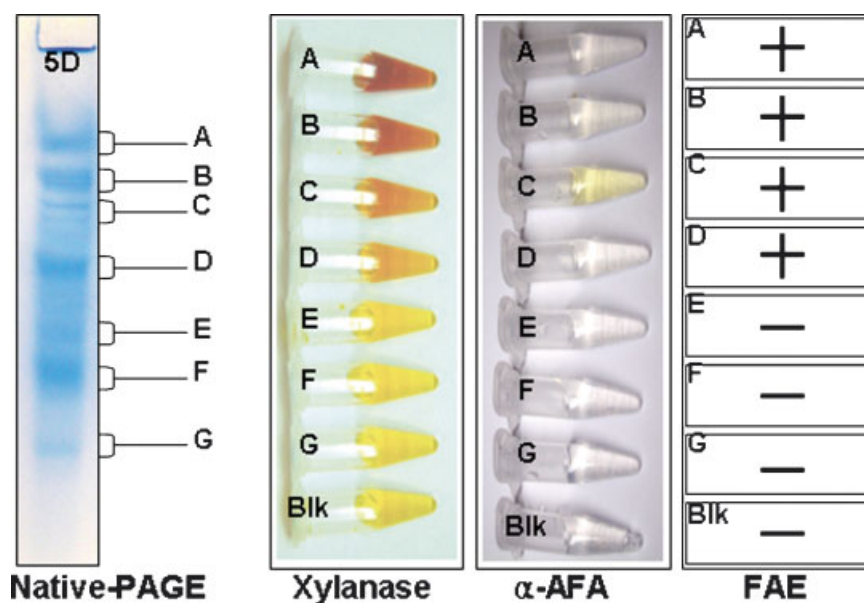 5D
A
B
C
D
E
F
G
Native-PAGE
A
B
C
D
E
F
G
Blk
Xylanase
A
B
C
D
E
F
G
Blk
α-AFA
A
+
B
+
C
+
D
+
E
−
F
−
G
−
Blk
−
FAE